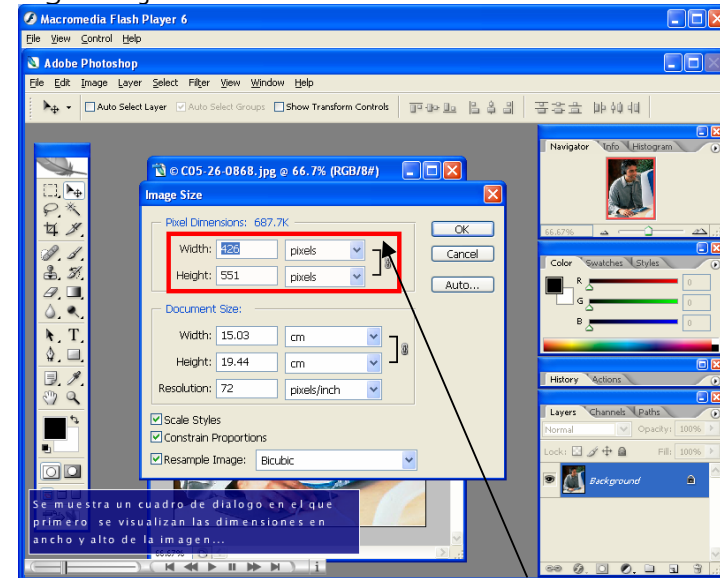 Macromedia Flash Player 6
File View Control Help
Adobe Photoshop
File Edit Image Layer Select Filter View Window Help
Auto Select Layer Auto Select Groups Show Transform Controls
Navigator Info Histogram
66.67%
© C05-26-0868.jpg @ 66.7% (RGB/8#)
Image Size
Pixel Dimensions: 687.7K
Width: 426 pixels
Height: 551 pixels
OK
Cancel
Auto...
Document Size:
Width: 15.03 cm
Height: 19.44 cm
Resolution: 72 pixels/inch
Scale Styles
Constrain Proportions
Resample Image: Bicubic
Color Swatches Styles
R 0
G 0
B 0
History Actions
Layers Channels Paths
Normal Opacity: 100%
Lock: Fill: 100%
Background
Se muestra un cuadro de dialogo en el que
primero se visualizan las dimensiones en
ancho y alto de la imagen...
66.67%